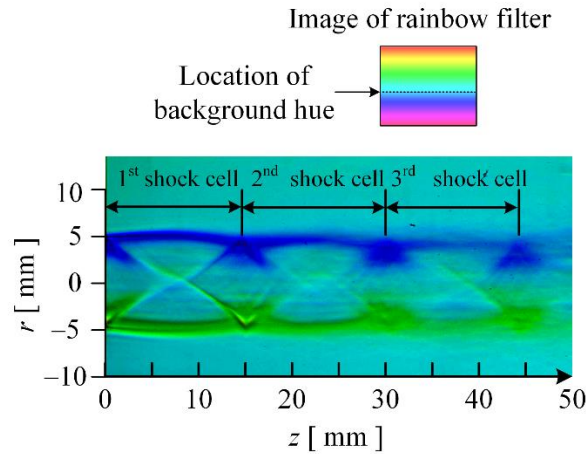 Image of rainbow filter
Location of
background hue
1st shock cell 2nd shock cell 3rd shock cell
10
5
0
−5
−10
r [ mm ]
0 10 20 30 40 50
z [ mm ]